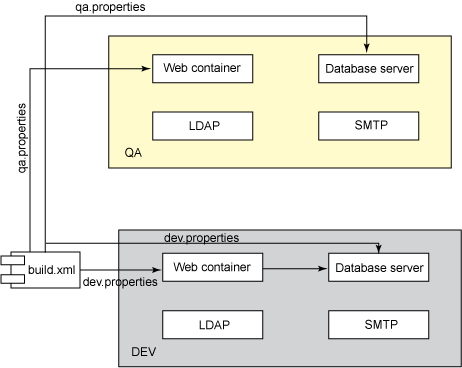 qa.properties
qa.properties
Web container
Database server
LDAP
SMTP
QA
build.xml
dev.properties
dev.properties
Web container
Database server
LDAP
SMTP
DEV